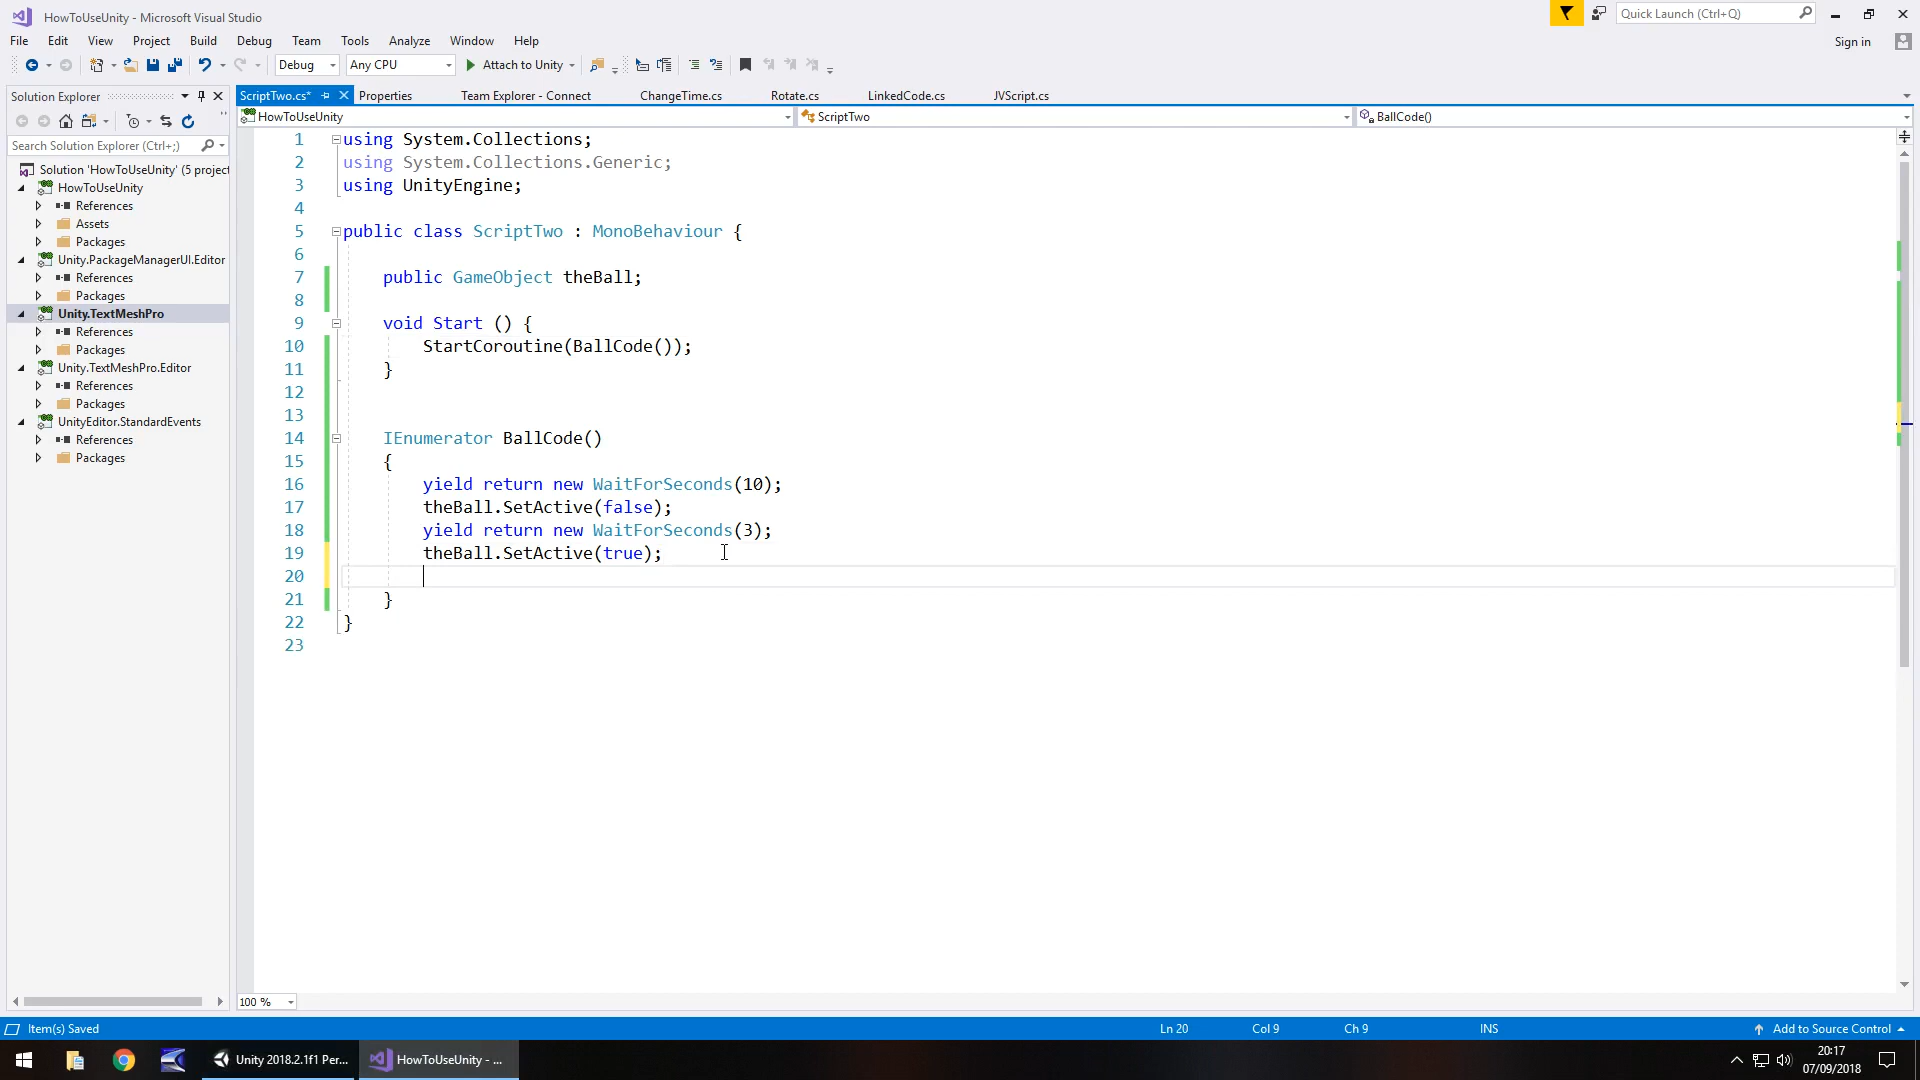 HowToUseUnity - Microsoft Visual Studio
Quick Launch (Ctrl+Q)
File Edit View Project Build Debug Team Tools Analyze Window Help
Sign in
Debug Any CPU Attach to Unity
Solution Explorer
ScriptTwo.cs* Properties Team Explorer - Connect ChangeTime.cs Rotate.cs LinkedCode.cs JVScript.cs
HowToUseUnity ScriptTwo BallCode()
Search Solution Explorer (Ctrl+;)
Solution 'HowToUseUnity' (5 project
HowToUseUnity
References
Assets
Packages
Unity.PackageManagerUI.Editor
References
Packages
Unity.TextMeshPro
References
Packages
Unity.TextMeshPro.Editor
References
Packages
UnityEditor.StandardEvents
References
Packages
1 using System.Collections;
2 using System.Collections.Generic;
3 using UnityEngine;
4
5 public class ScriptTwo : MonoBehaviour {
6
7 public GameObject theBall;
8
9 void Start () {
10 StartCoroutine(BallCode());
11 }
12
13
14 IEnumerator BallCode()
15 {
16 yield return new WaitForSeconds(10);
17 theBall.SetActive(false);
18 yield return new WaitForSeconds(3);
19 theBall.SetActive(true);
20
21 }
22 }
23
100 %
Item(s) Saved Ln 20 Col 9 Ch 9 INS Add to Source Control
Unity 2018.2.1f1 Per... HowToUseUnity - ... 20:17
07/09/2018